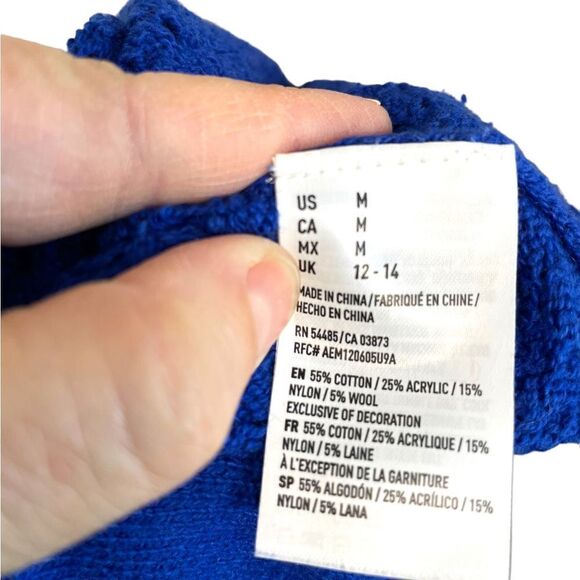 US M
CA M
MX M
UK 12 - 14
MADE IN CHINA / FABRIQUÉ EN CHINE /
HECHO EN CHINA
RN 54485 / CA 03873
RFC# AEM120605U9A
EN 55% COTTON / 25% ACRYLIC / 15%
NYLON / 5% WOOL
EXCLUSIVE OF DECORATION
FR 55% COTON / 25% ACRYLIQUE / 15%
NYLON / 5% LAINE
À L'EXCEPTION DE LA GARNITURE
SP 55% ALGODÓN / 25% ACRÍLICO / 15%
NYLON / 5% LANA